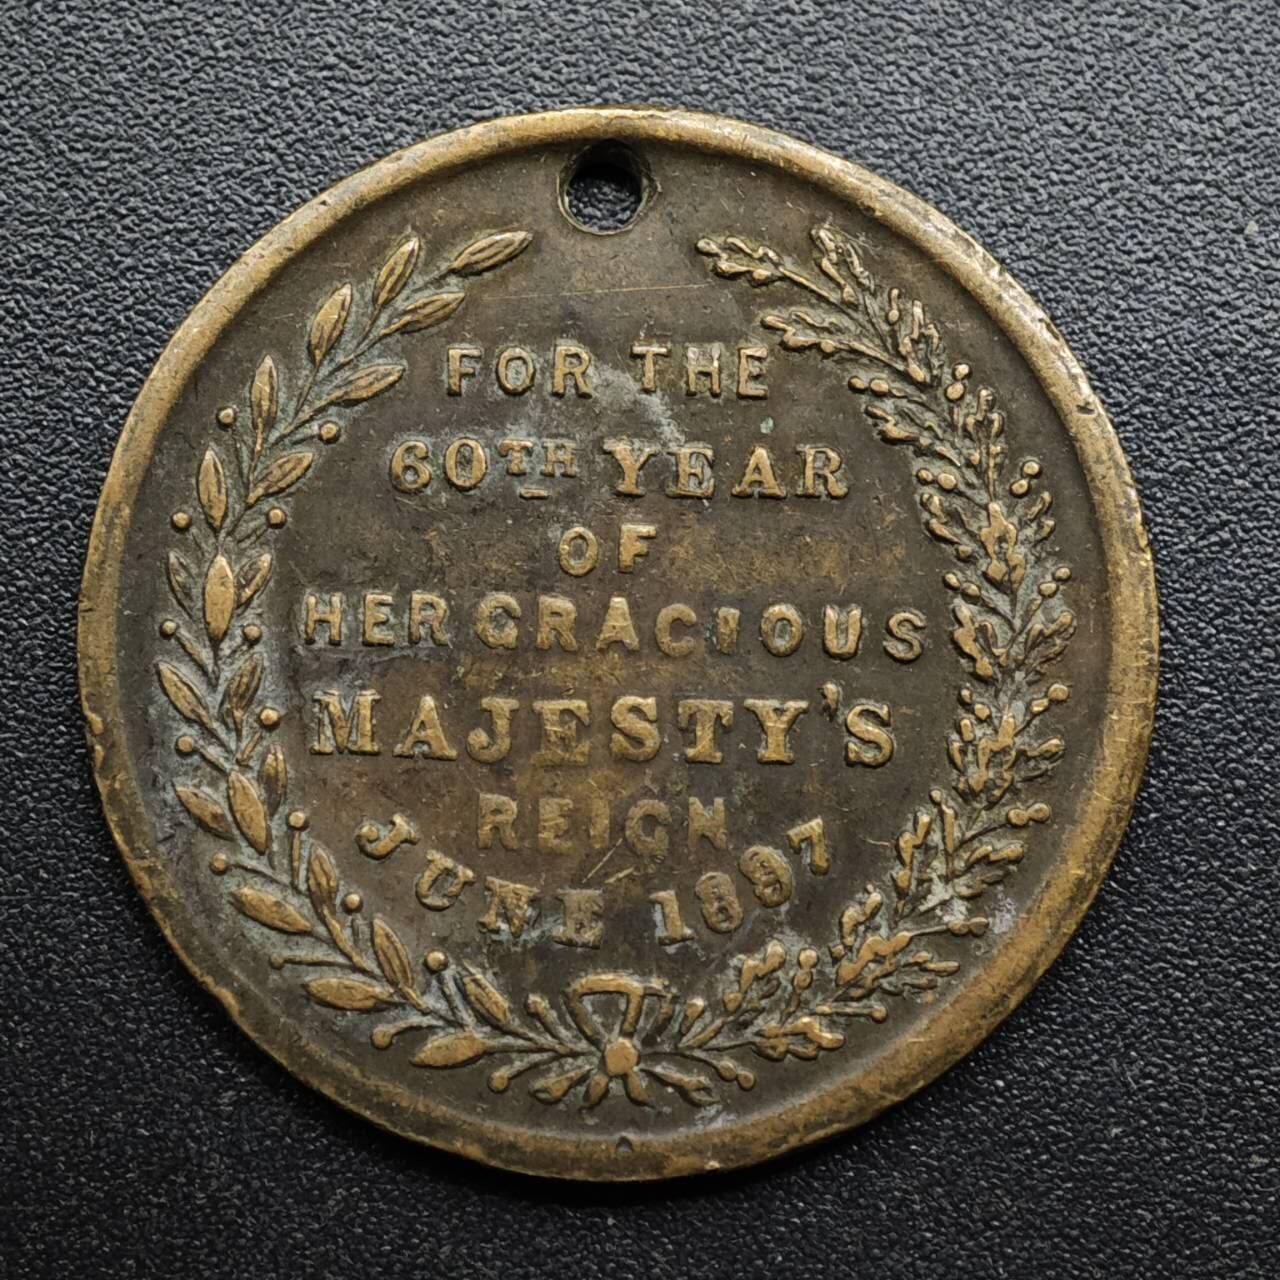 FOR THE
60TH YEAR
OF
HER GRACIOUS
MAJESTY'S
REIGN
JUNE 1897